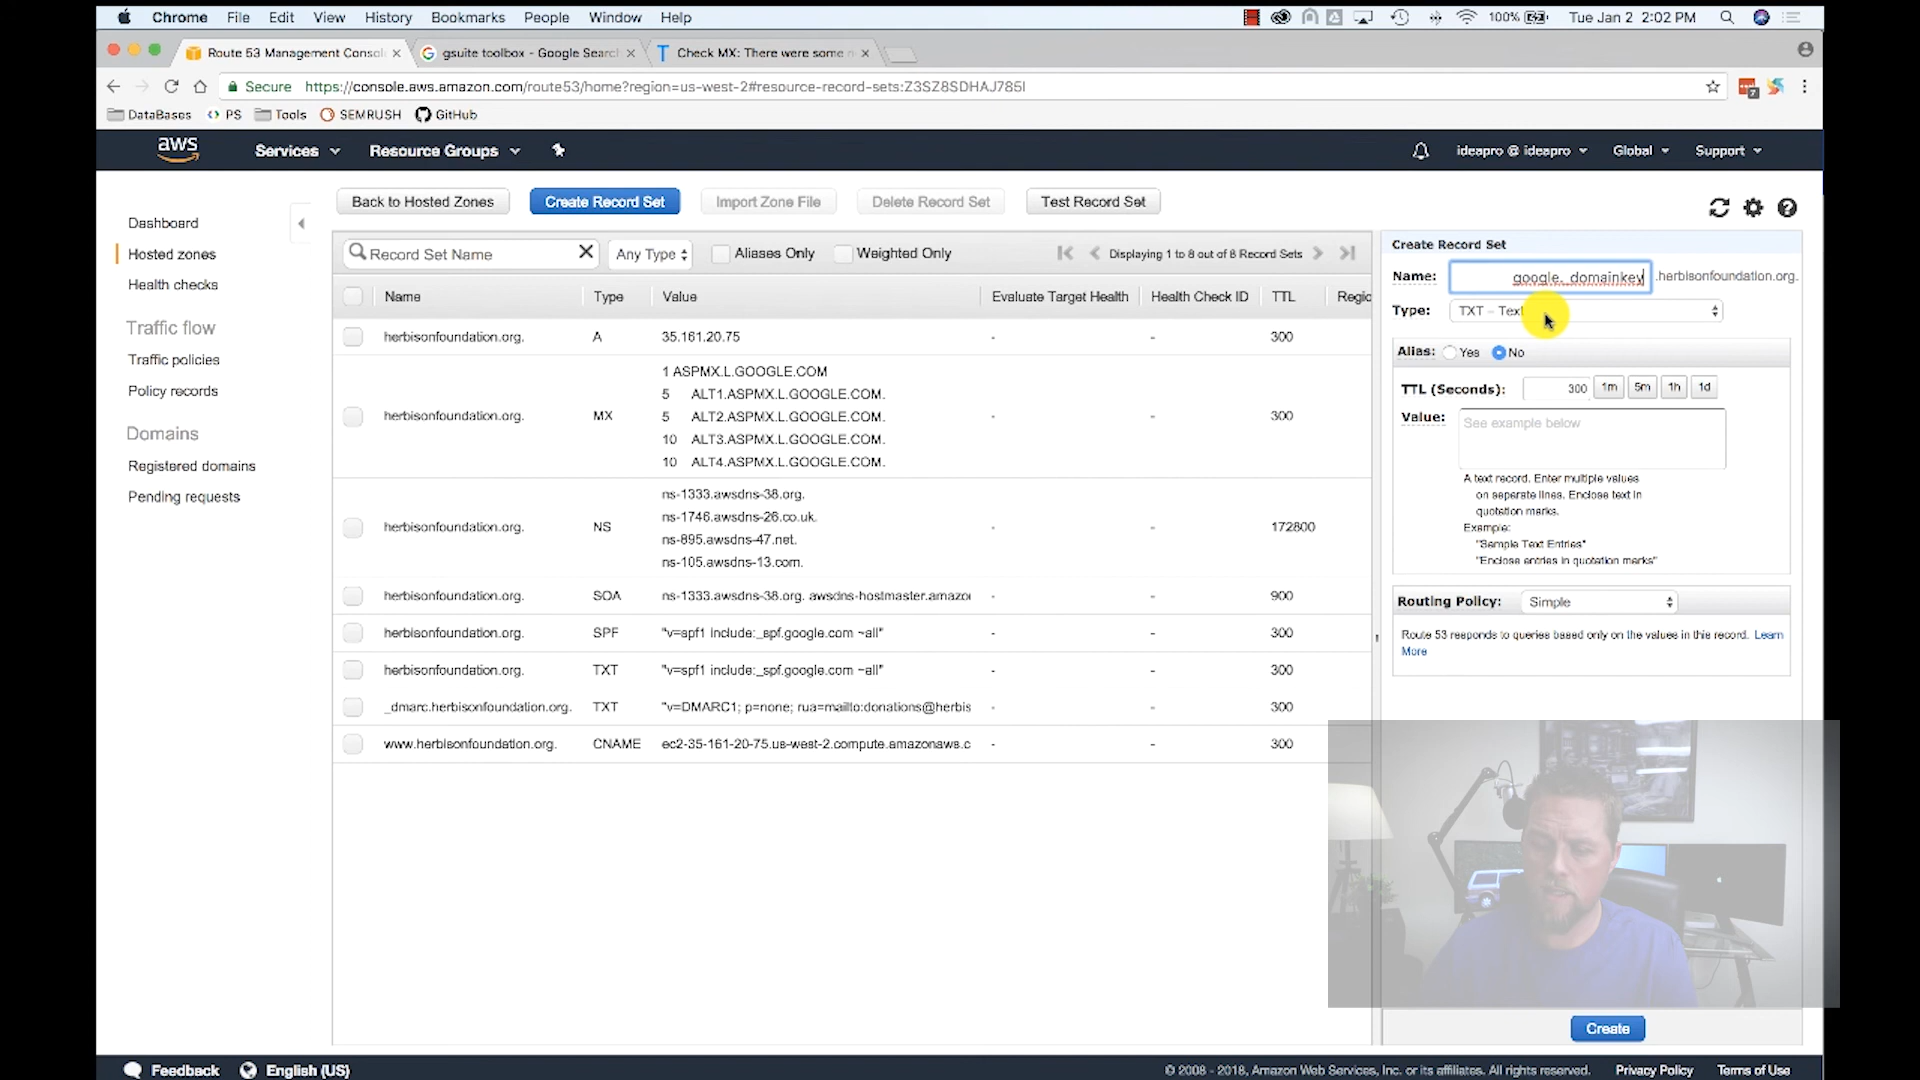 Chrome File Edit View History Bookmarks People Window Help 100% Tue Jan 2 2:02 PM
Route 53 Management Consol gsuite toolbox - Google Search Check MX: There were some
Secure https://console.aws.amazon.com/route53/home?region=us-west-2#resource-record-sets:Z3SZ8SDHAJ785I
DataBases PS Tools SEMRUSH GitHub
aws Services Resource Groups ideapro @ ideapro Global Support
Back to Hosted Zones Create Record Set Import Zone File Delete Record Set Test Record Set
Dashboard
Hosted zones
Health checks
Traffic flow
Traffic policies
Policy records
Domains
Registered domains
Pending requests
Record Set Name Any Type Aliases Only Weighted Only Displaying 1 to 8 out of 8 Record Sets
Name Type Value Evaluate Target Health Health Check ID TTL Regio
herbisonfoundation.org. A 35.161.20.75 - - 300
1 ASPMX.L.GOOGLE.COM
5 ALT1.ASPMX.L.GOOGLE.COM.
herbisonfoundation.org. MX 5 ALT2.ASPMX.L.GOOGLE.COM. - - 300
10 ALT3.ASPMX.L.GOOGLE.COM.
10 ALT4.ASPMX.L.GOOGLE.COM.
ns-1333.awsdns-38.org.
ns-1746.awsdns-26.co.uk.
herbisonfoundation.org. NS - - 172800
ns-895.awsdns-47.net.
ns-105.awsdns-13.com.
herbisonfoundation.org. SOA ns-1333.awsdns-38.org. awsdns-hostmaster.amazo - - 900
herbisonfoundation.org. SPF "v=spf1 include:_spf.google.com ~all" - - 300
herbisonfoundation.org. TXT "v=spf1 include:_spf.google.com ~all" - - 300
_dmarc.herbisonfoundation.org. TXT "v=DMARC1; p=none; rua=mailto:donations@herbis - - 300
www.herbisonfoundation.org. CNAME ec2-35-161-20-75.us-west-2.compute.amazonaws.c - - 300
Create Record Set
Name: google._domainkey .herbisonfoundation.org.
Type: TXT – Text
Alias: Yes No
TTL (Seconds): 300 1m 5m 1h 1d
Value: See example below
A text record. Enter multiple values
on separate lines. Enclose text in
quotation marks.
Example:
"Sample Text Entries"
"Enclose entries in quotation marks"
Routing Policy: Simple
Route 53 responds to queries based only on the values in this record. Learn
More
Create
Feedback English (US) © 2008 - 2018, Amazon Web Services, Inc. or its affiliates. All rights reserved. Privacy Policy Terms of Use